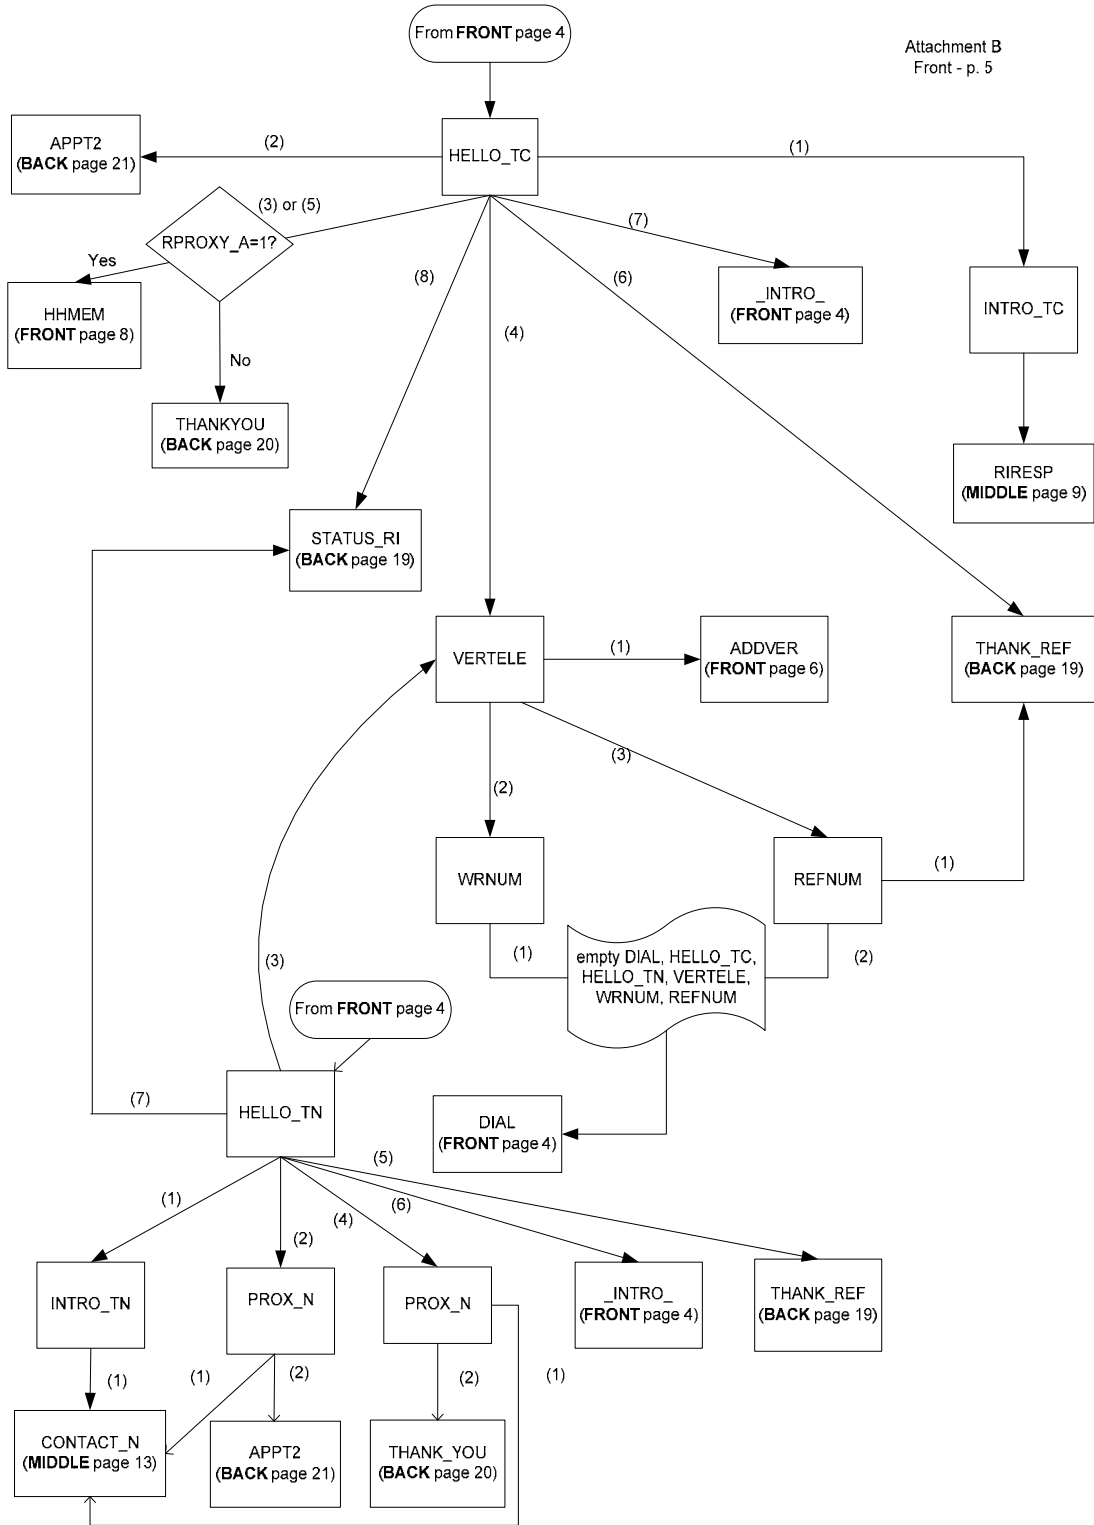 From FRONT page 4
Attachment B
Front - p. 5
APPT2
(BACK page 21)
(2)
HELLO_TC
(1)
(3) or (5)
RPROXY_A=1?
Yes
No
(7)
(8)
(4)
(6)
HHMEM
(FRONT page 8)
_INTRO_
(FRONT page 4)
INTRO_TC
THANKYOU
(BACK page 20)
RIRESP
(MIDDLE page 9)
STATUS_RI
(BACK page 19)
VERTELE
(1)
ADDVER
(FRONT page 6)
THANK_REF
(BACK page 19)
(2)
(3)
WRNUM
REFNUM
(1)
(1)
empty DIAL, HELLO_TC,
HELLO_TN, VERTELE,
WRNUM, REFNUM
(2)
(3)
From FRONT page 4
(7)
HELLO_TN
DIAL
(FRONT page 4)
(1)
(2)
(4)
(6)
(5)
INTRO_TN
PROX_N
PROX_N
_INTRO_
(FRONT page 4)
THANK_REF
(BACK page 19)
(1)
(1)
(2)
(2)
(1)
CONTACT_N
(MIDDLE page 13)
APPT2
(BACK page 21)
THANK_YOU
(BACK page 20)